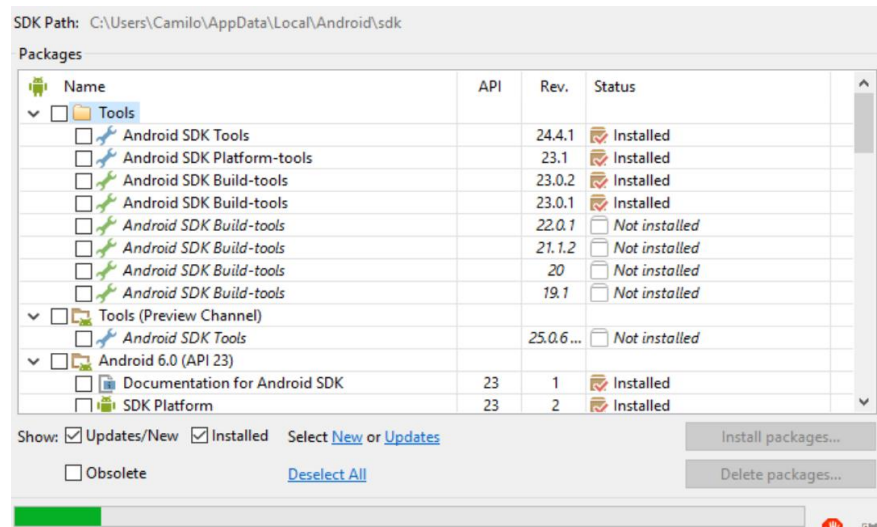 SDK Path: C:\Users\Camilo\AppData\Local\Android\sdk
Packages
Name API Rev. Status
Tools
Android SDK Tools 24.4.1 Installed
Android SDK Platform-tools 23.1 Installed
Android SDK Build-tools 23.0.2 Installed
Android SDK Build-tools 23.0.1 Installed
Android SDK Build-tools 22.0.1 Not installed
Android SDK Build-tools 21.1.2 Not installed
Android SDK Build-tools 20 Not installed
Android SDK Build-tools 19.1 Not installed
Tools (Preview Channel)
Android SDK Tools 25.0.6 ... Not installed
Android 6.0 (API 23)
Documentation for Android SDK 23 1 Installed
SDK Platform 23 2 Installed
Show: Updates/New Installed Select New or Updates Install packages...
Obsolete Deselect All Delete packages...